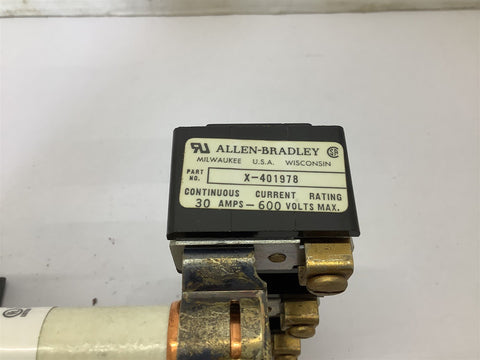 ALLEN-BRADLEY
MILWAUKEE U.S.A. WISCONSIN
PART NO. X-401978
CONTINUOUS CURRENT RATING
30 AMPS - 600 VOLTS MAX.